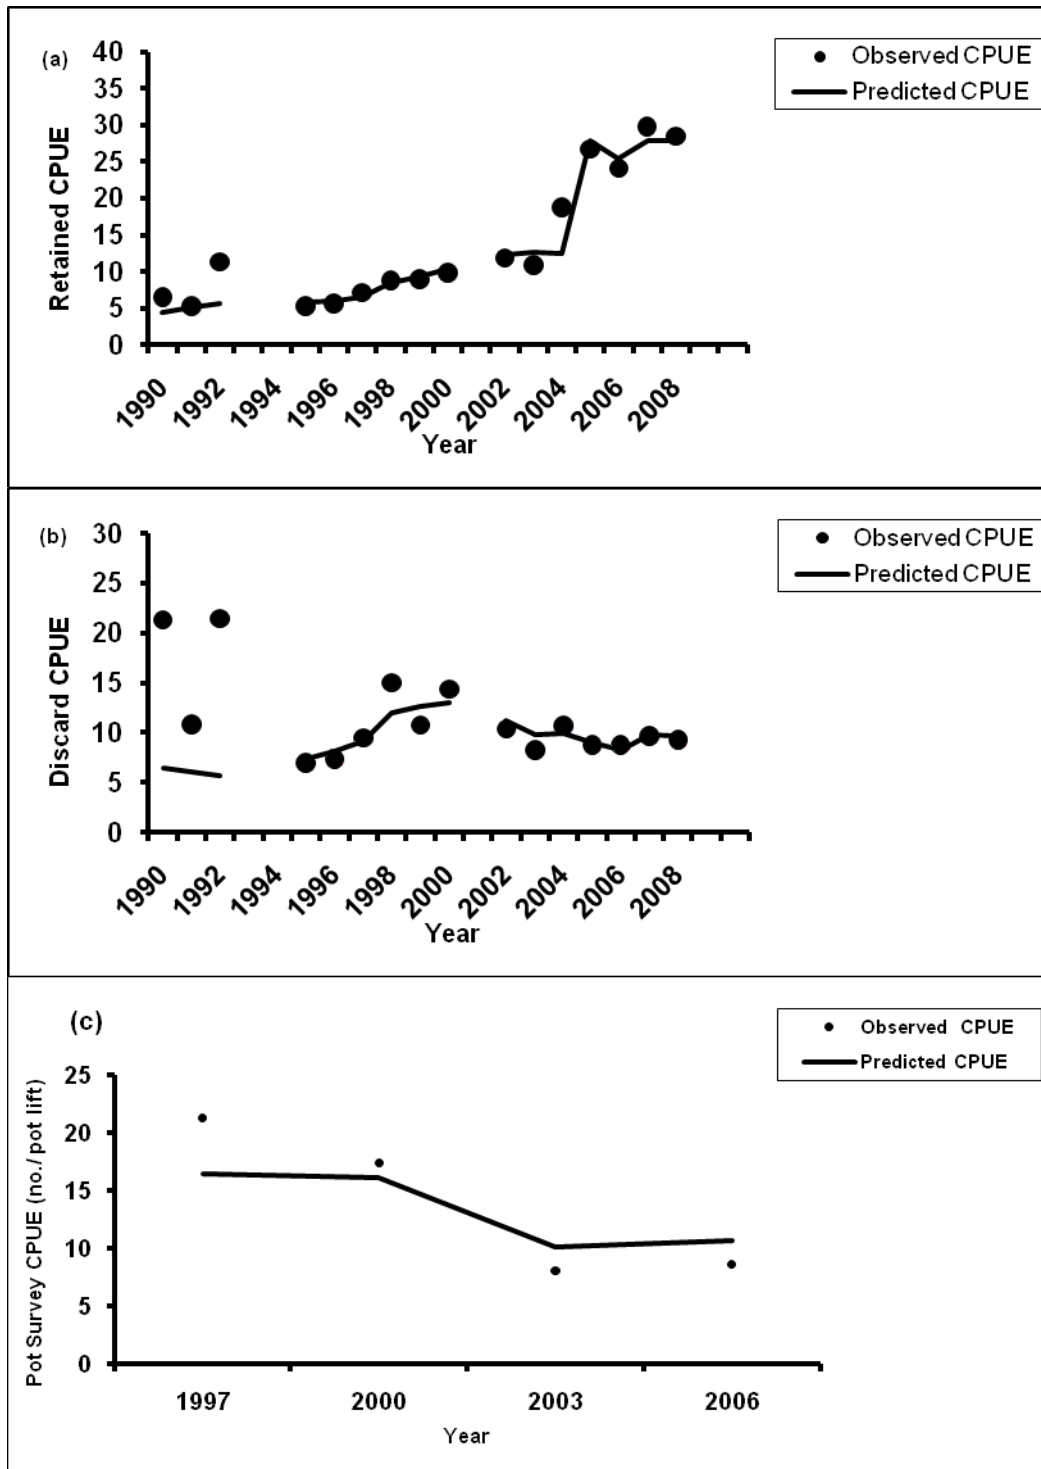 (a)
Observed CPUE
Predicted CPUE
Retained CPUE
40
35
30
25
20
15
10
5
0
1990 1992 1994 1996 1998 2000 2002 2004 2006 2008
Year
(b)
Observed CPUE
Predicted CPUE
Discard CPUE
30
25
20
15
10
5
0
1990 1992 1994 1996 1998 2000 2002 2004 2006 2008
Year
(c)
Observed CPUE
Predicted CPUE
Pot Survey CPUE (no./ pot lift)
25
20
15
10
5
0
1997 2000 2003 2006
Year